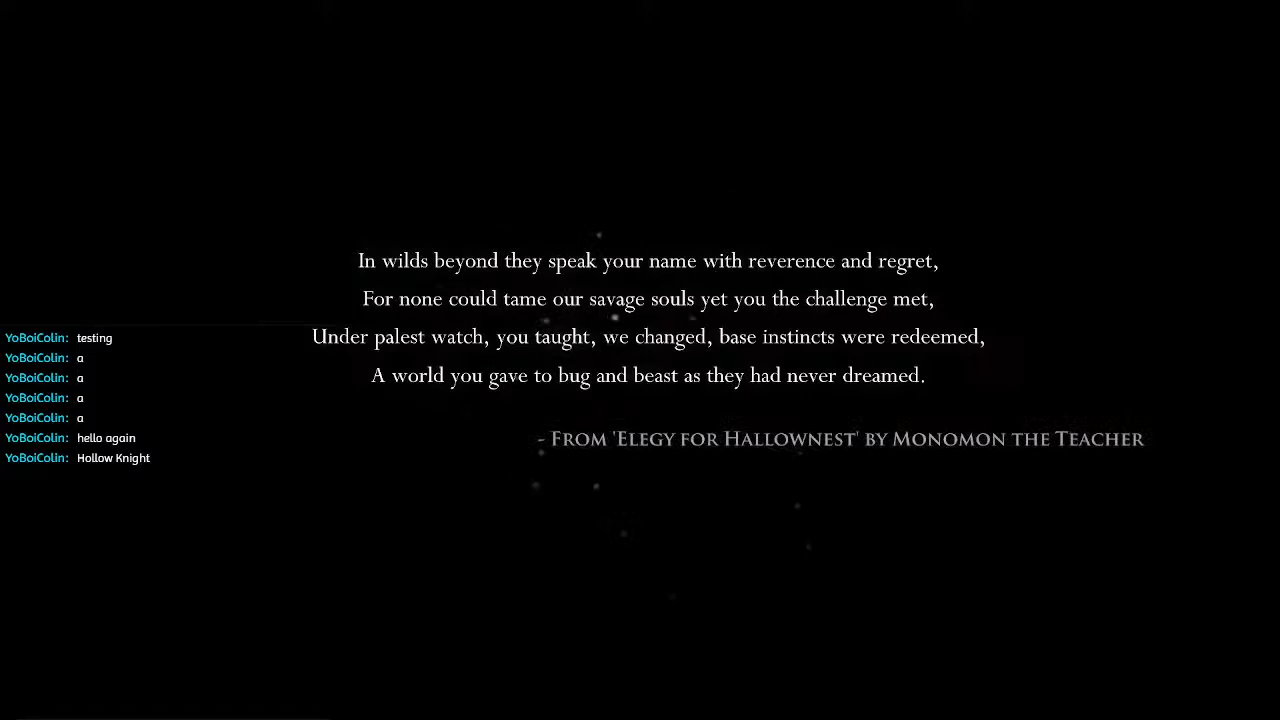 In wilds beyond they speak your name with reverence and regret,
For none could tame our savage souls yet you the challenge met,
Under palest watch, you taught, we changed, base instincts were redeemed,
A world you gave to bug and beast as they had never dreamed.
- From 'Elegy for Hallownest' by Monomon the Teacher
YoBoiColin: testing
YoBoiColin: a
YoBoiColin: a
YoBoiColin: a
YoBoiColin: a
YoBoiColin: hello again
YoBoiColin: Hollow Knight